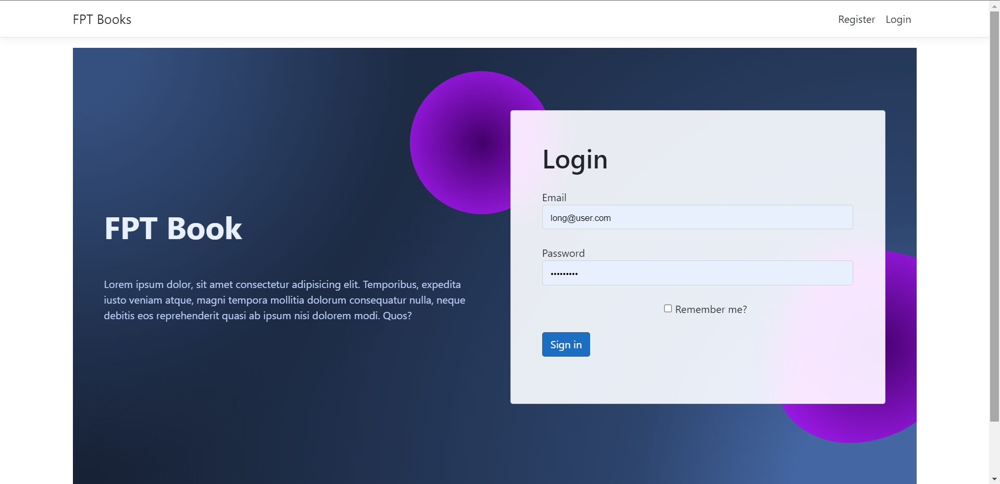 FPT Books
Register
Login
FPT Book
Lorem ipsum dolor, sit amet consectetur adipisicing elit. Temporibus, expedita
iusto veniam atque, magni tempora mollitia dolorum consequatur nulla, neque
debitis eos reprehenderit quasi ab ipsum nisi dolorem modi. Quos?
Login
Email
long@user.com
Password
•••••••••
Remember me?
Sign in